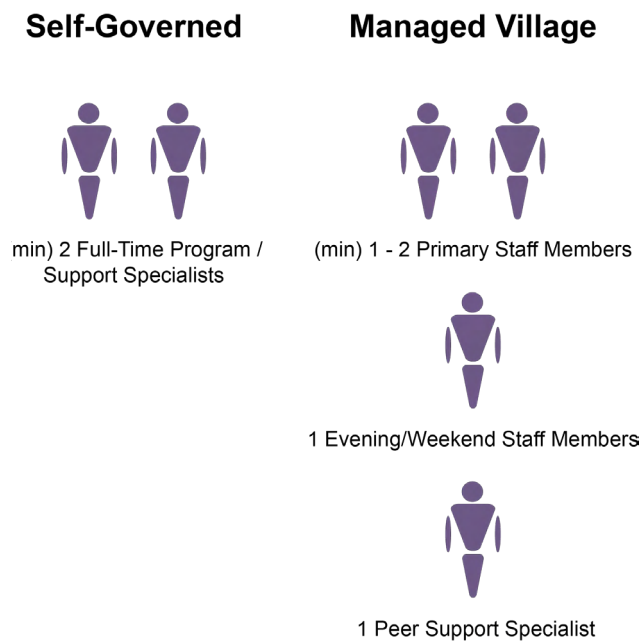 Self-Governed
Managed Village
min) 2 Full-Time Program /
Support Specialists
(min) 1 - 2 Primary Staff Members
1 Evening/Weekend Staff Members
1 Peer Support Specialist